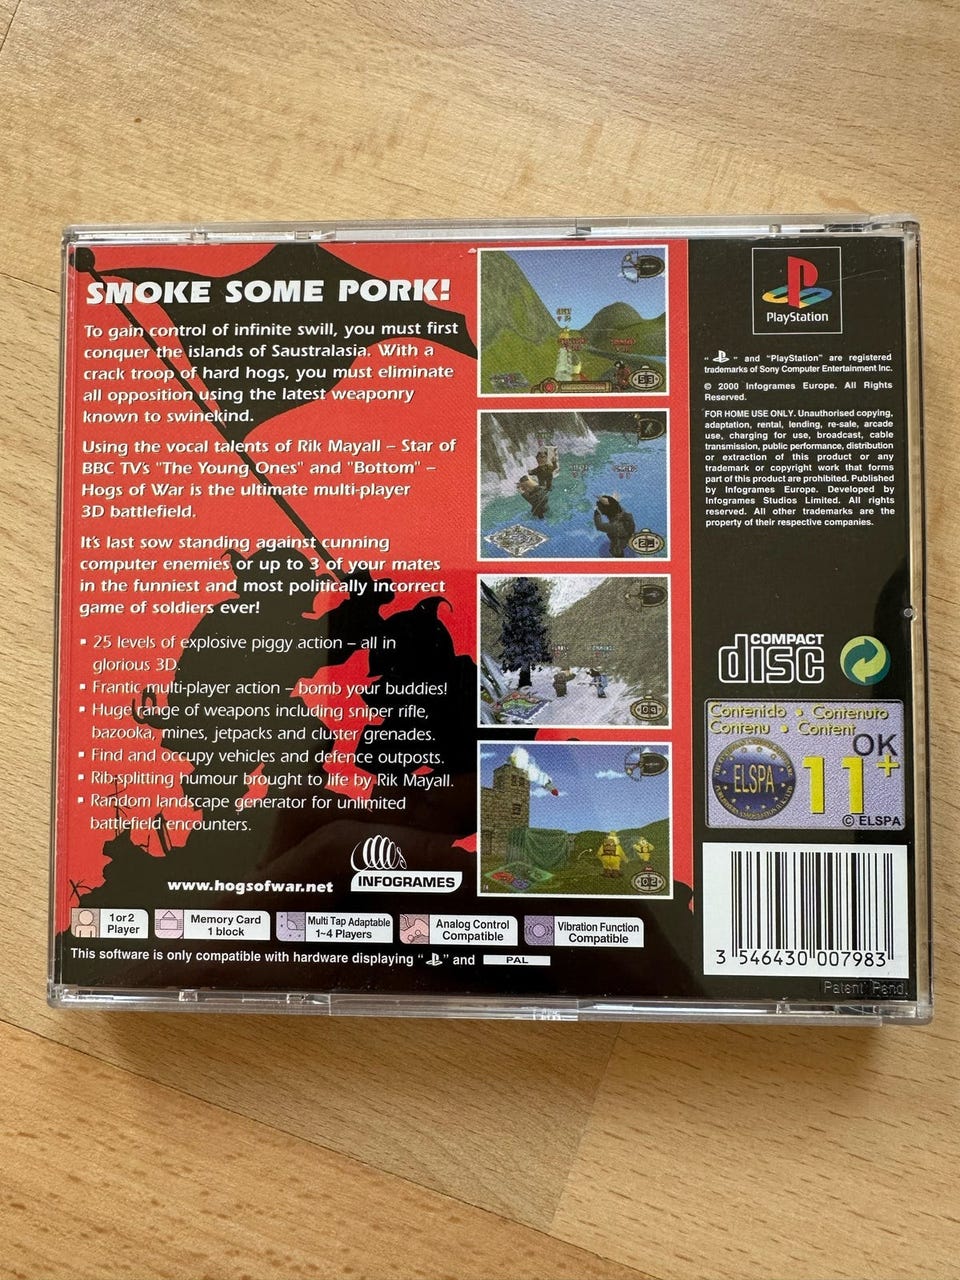 SMOKE SOME PORK!
To gain control of infinite swill, you must first
conquer the islands of Saustralasia. With a
crack troop of hard hogs, you must eliminate
all opposition using the latest weaponry
known to swinekind.
Using the vocal talents of Rik Mayall – Star of
BBC TV's "The Young Ones" and "Bottom" –
Hogs of War is the ultimate multi-player
3D battlefield.
It's last sow standing against cunning
computer enemies or up to 3 of your mates
in the funniest and most politically incorrect
game of soldiers ever!
▪ 25 levels of explosive piggy action – all in
glorious 3D.
▪ Frantic multi-player action – bomb your buddies!
▪ Huge range of weapons including sniper rifle,
bazooka, mines, jetpacks and cluster grenades.
▪ Find and occupy vehicles and defence outposts.
▪ Rib-splitting humour brought to life by Rik Mayall.
▪ Random landscape generator for unlimited
battlefield encounters.
www.hogsofwar.net
INFOGRAMES
1 or 2
Player
Memory Card
1 block
Multi Tap Adaptable
1~4 Players
Analog Control
Compatible
Vibration Function
Compatible
This software is only compatible with hardware displaying " " and PAL
PlayStation
" " and "PlayStation" are registered
trademarks of Sony Computer Entertainment Inc.
© 2000 Infogrames Europe. All Rights
Reserved.
FOR HOME USE ONLY. Unauthorised copying,
adaptation, rental, lending, re-sale, arcade
use, charging for use, broadcast, cable
transmission, public performance, distribution
or extraction of this product or any
trademark or copyright work that forms
part of this product are prohibited. Published
by Infogrames Europe. Developed by
Infogrames Studios Limited. All rights
reserved. All other trademarks are the
property of their respective companies.
COMPACT
disc
Contenido • Contenuto
Contenu • Content
OK
ELSPA
11+
© ELSPA
3 546430 007983
Patent Pend.